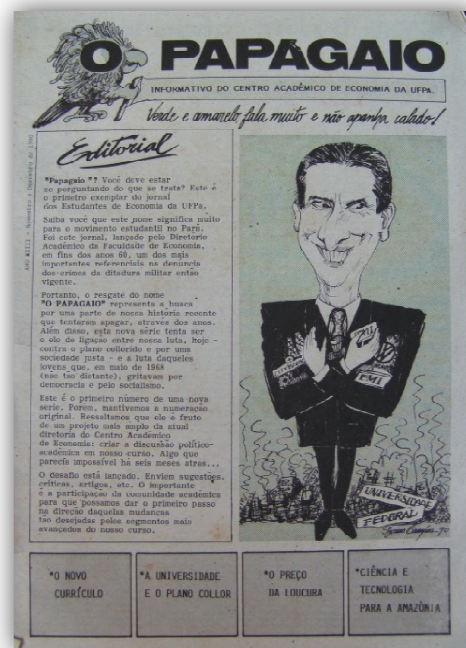 O PAPAGAIO
INFORMATIVO DO CENTRO ACADÊMICO DE ECONOMIA DA UFPA.
Verde e amarelo, fala muito e não apanha calado!
Editorial
"Papagaio "? Você deve estar
se perguntando do que se trata? Este é
o primeiro exemplar do jornal
dos Estudantes de Economia da UFPa.
Saiba você que este nome significa muito
para o movimento estudantil no Pará.
Foi este jornal, lançado pelo Diretório
Acadêmico da Faculdade de Economia,
em fins dos anos 60, um dos mais
importantes referenciais na denuncia
dos crimes da ditadura militar então
vigente.
Portanto, o resgate do nome
"O PAPAGAIO" representa a busca
por uma parte de nossa historia recente
que tentaram apagar, atraves dos anos.
Além disso, esta nova série tenta ser
o elo de ligação entre nossa luta, hoje -
contra o plano collorido e por uma
sociedade justa - e a luta daqueles
jovens que, em maio de 1968
(nao tao distante), gritavam por
democracia e pelo socialismo.
Este é o primeiro número de uma nova
serie. Porem, mantivemos a numeraçao
original. Ressaltamos que ele é fruto
de um projeto mais amplo da atual
diretoria do Centro Acadêmico
de Economia: criar a discussão político-
acadêmica em nosso curso. Algo que
parecia impossível há seis meses atras...
O desafio está lançado. Enviem sugestões,
críticas, artigos, etc. O importante
é a participação da comunidade acadêmica
para que possamos dar o primeiro passo
na direção daquelas mudanças
tao desejadas pelos segmentos mais
avançados do nosso curso.
FMI
UNIVERSIDADE
FEDERAL
"O NOVO
CURRÍCULO
"A UNIVERSIDADE
E O PLANO COLLOR
"O PREÇO
DA LOUCURA
"CIÊNCIA E
TECNOLOGIA
PARA A AMAZÔNIA